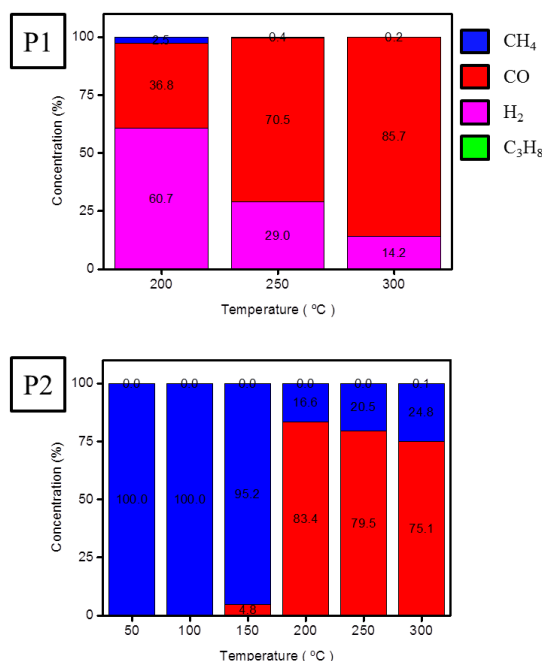 P1
Concentration (%)
100
75
50
25
0
2.5
36.8
60.7
0.4
70.5
29.0
0.2
85.7
14.2
200 250 300
Temperature ( ºC)
CH₄
CO
H₂
C₃H₈
P2
Concentration (%)
100
75
50
25
0
0.0 0.0 0.0 0.0 0.0 0.1
16.6 20.5 24.8
100.0 100.0 95.2
83.4 79.5 75.1
4.8
50 100 150 200 250 300
Temperature ( ºC)